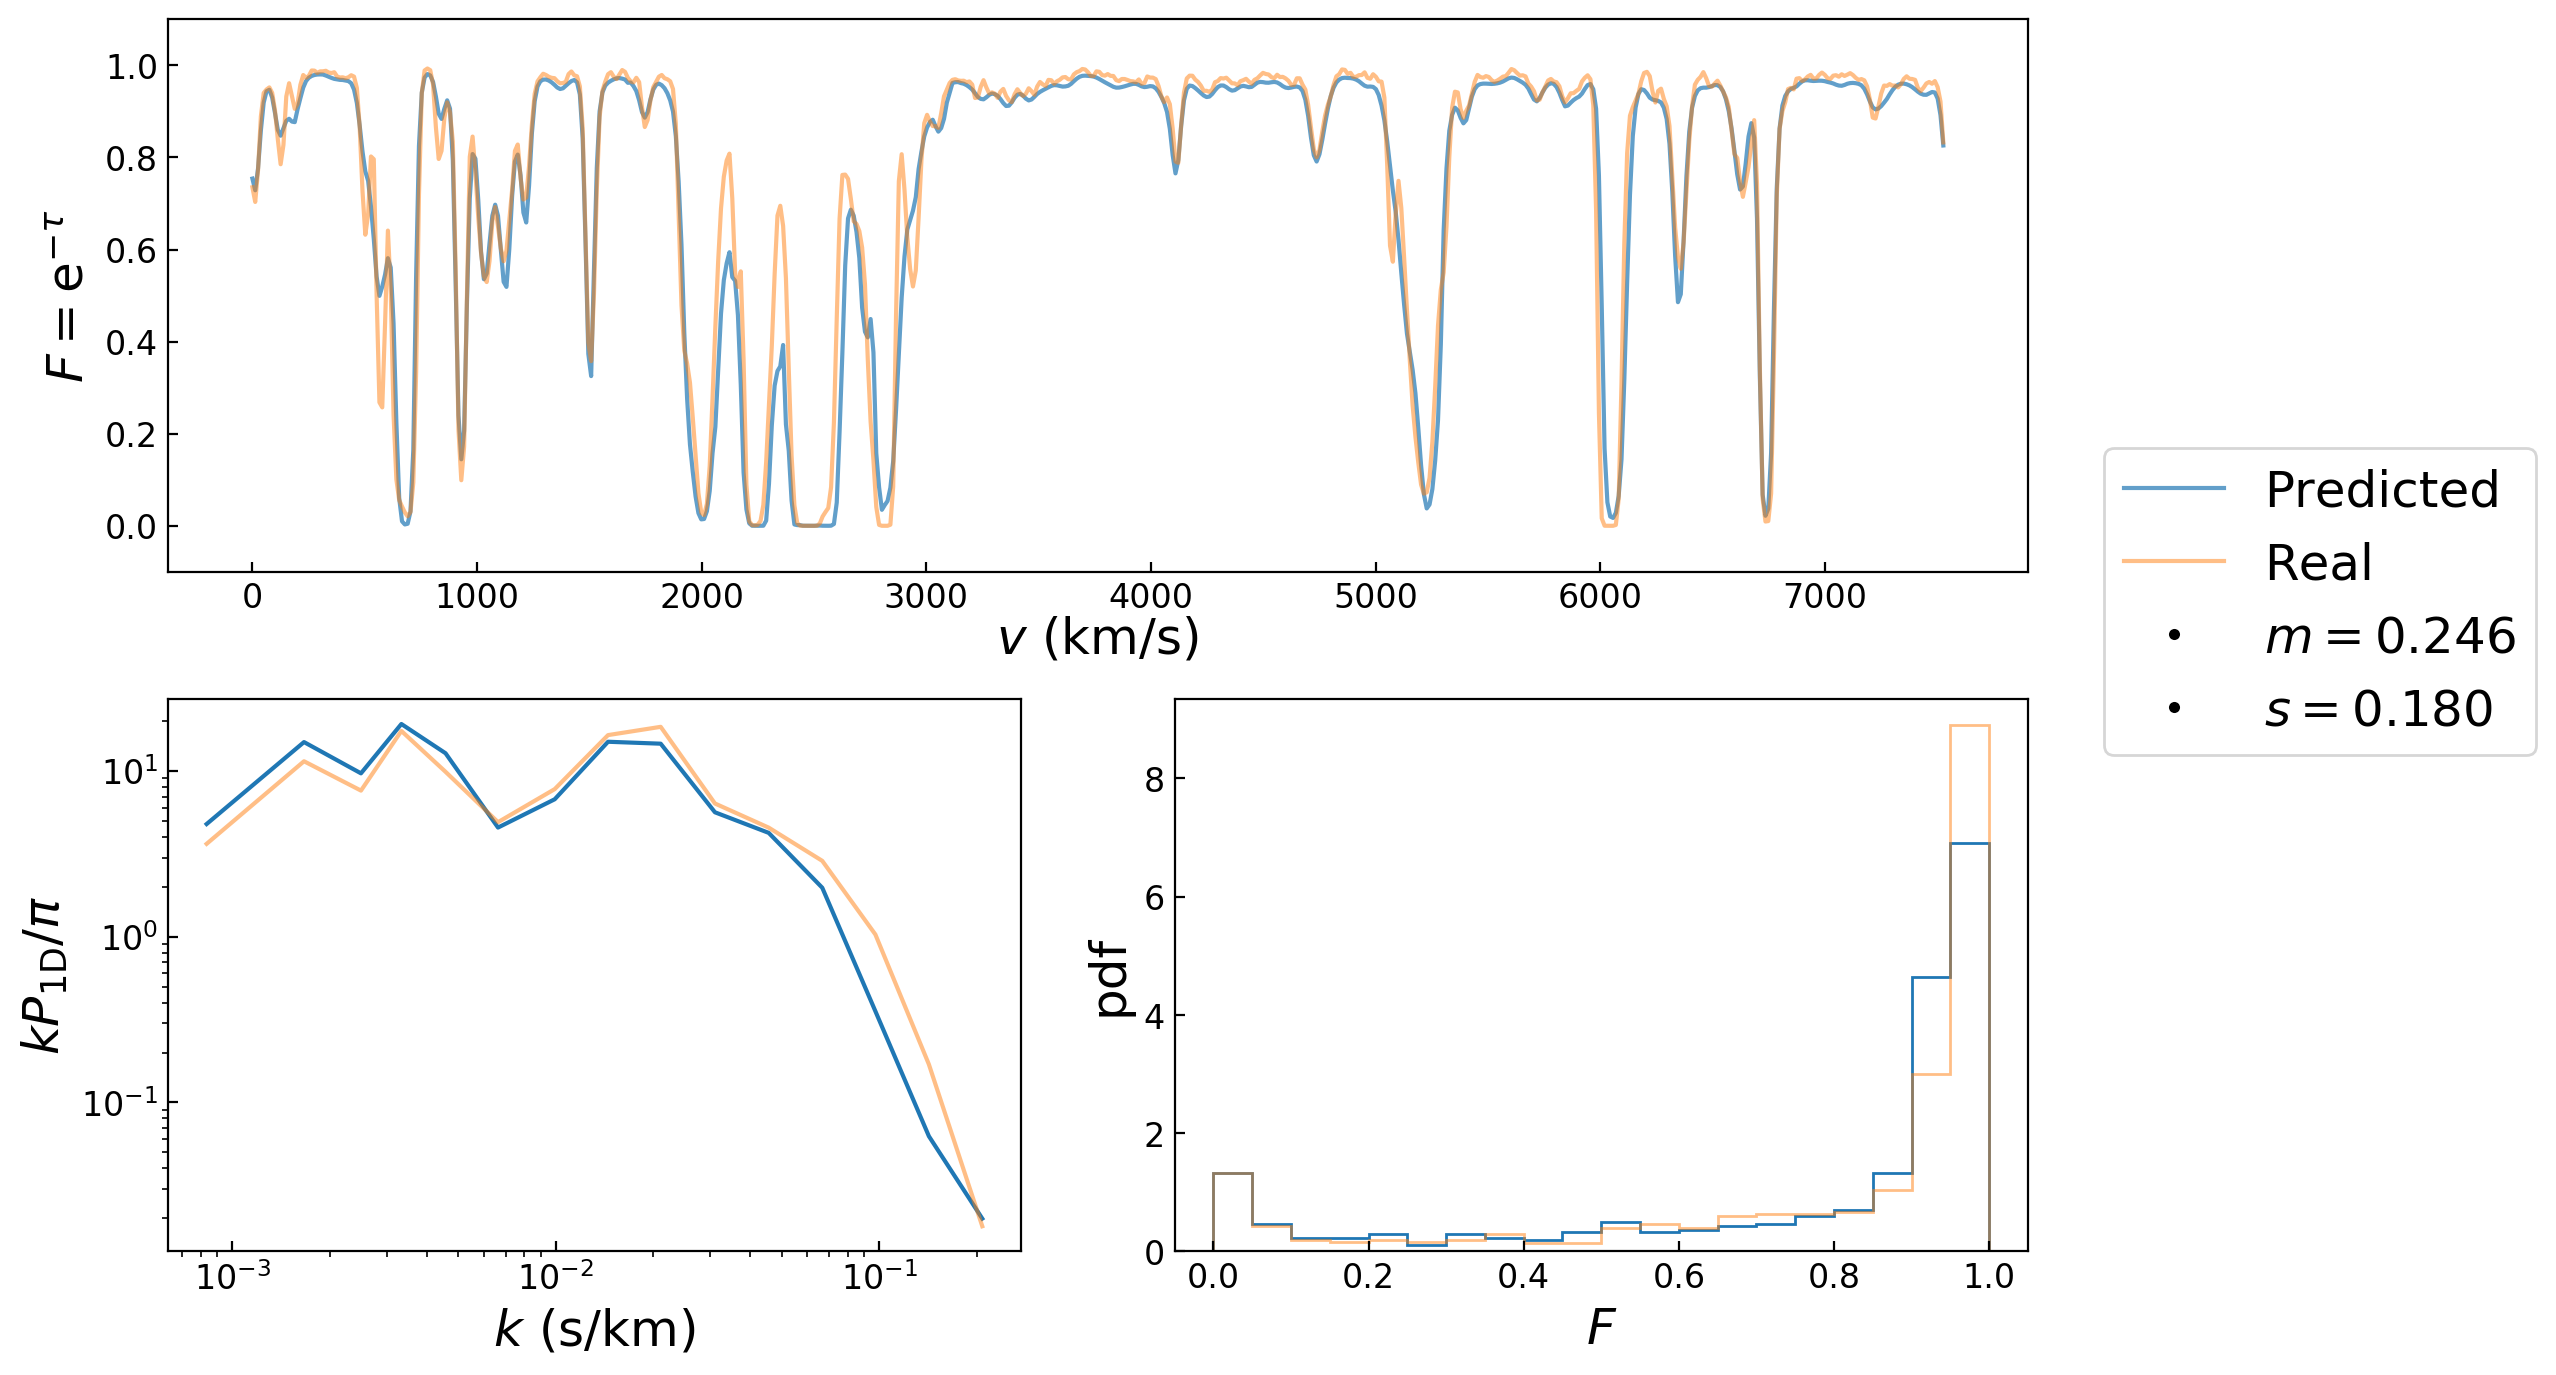 1.0
0.8
0.6
0.4
0.2
0.0
F = e^{-τ}
0 1000 2000 3000 4000 5000 6000 7000
v (km/s)
Predicted
Real
m = 0.246
s = 0.180
10^1
10^0
10^{-1}
kP_{1D}/π
10^{-3} 10^{-2} 10^{-1}
k (s/km)
8
6
4
2
0
pdf
0.0 0.2 0.4 0.6 0.8 1.0
F